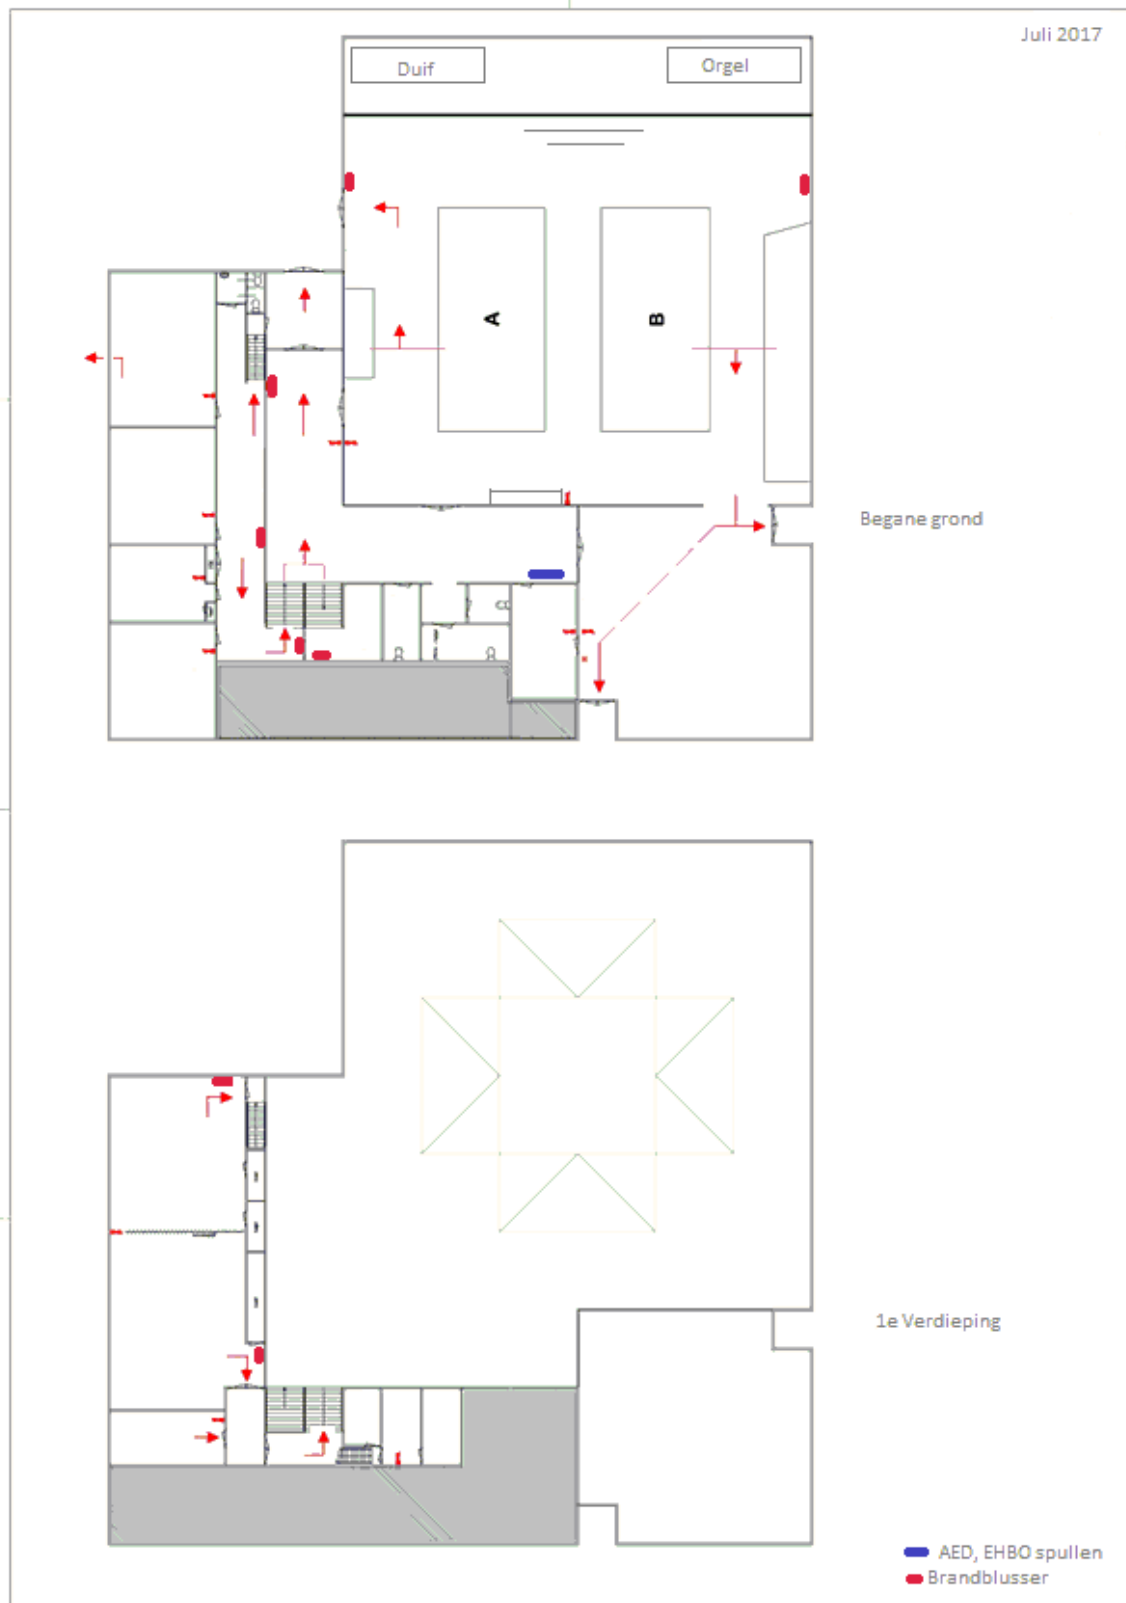 Juli 2017
Duif
Orgel
A
B
Begane grond
1e Verdieping
AED, EHBO spullen
Brandblusser